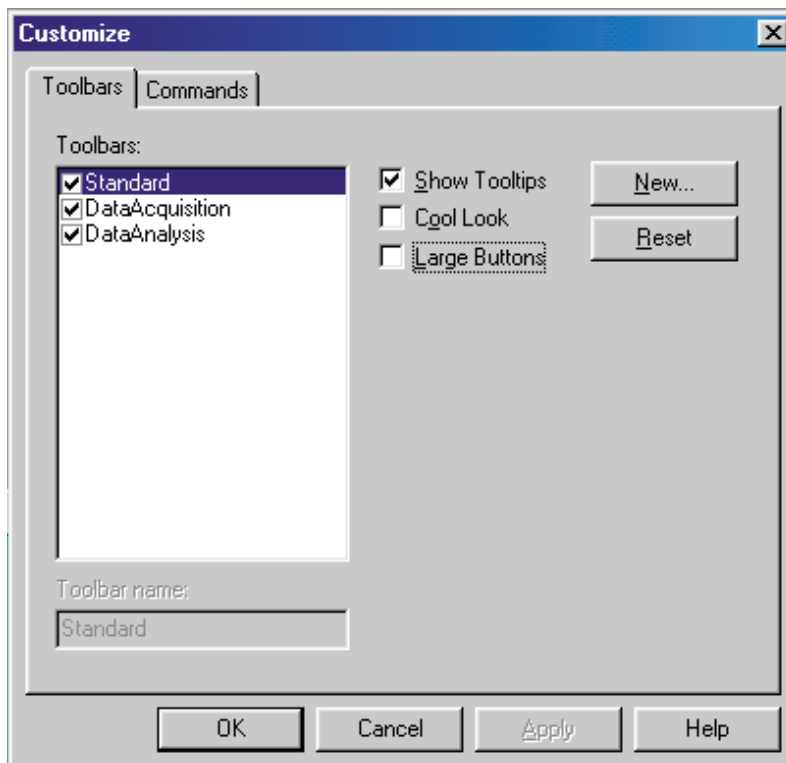 Customize
Toolbars Commands
Toolbars:
Standard
DataAcquisition
DataAnalysis
Show Tooltips
Cool Look
Large Buttons
New...
Reset
Toolbar name:
Standard
OK Cancel Apply Help